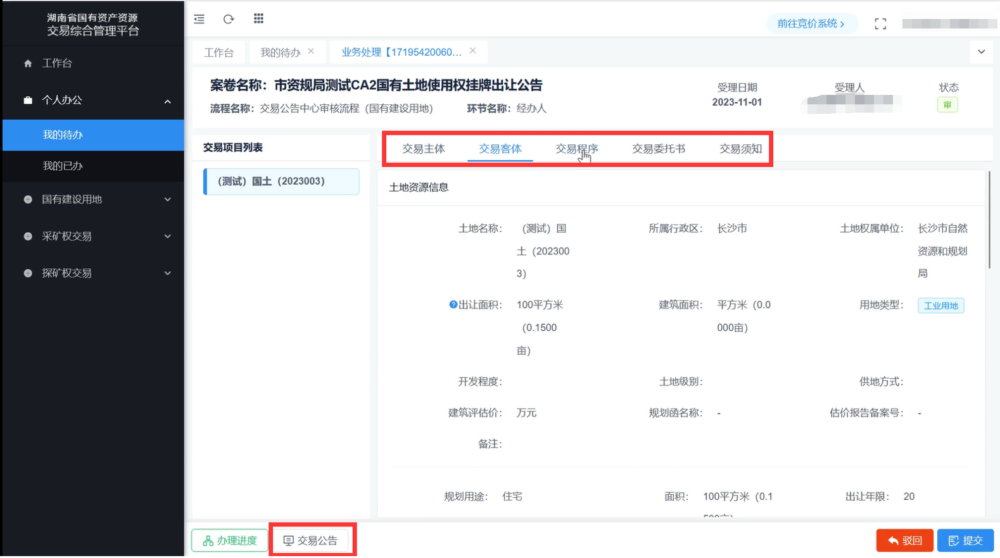 湖南省国有资产资源
交易综合管理平台
工作台
个人办公
我的待办
我的已办
国有建设用地
采矿权交易
探矿权交易
前往竞价系统 >
工作台
我的待办 ×
业务处理【17195420060... ×
案卷名称：市资规局测试CA2国有土地使用权挂牌出让公告
流程名称：交易公告中心审核流程（国有建设用地） 环节名称：经办人
受理日期
2023-11-01
受理人
状态
审
交易项目列表
（测试）国土（2023003）
交易主体 交易客体 交易程序 交易委托书 交易须知
土地资源信息
土地名称： （测试）国
土（202300
3）
所属行政区： 长沙市
土地权属单位： 长沙市自然
资源和规划
局
出让面积： 100平方米
（0.1500
亩）
建筑面积： 平方米（0.0
000亩）
用地类型： 工业用地
开发程度： 土地级别： 供地方式：
建筑评估价： 万元 规划函名称： - 估价报告备案号： -
备注：
规划用途： 住宅 面积： 100平方米（0.1
500亩） 出让年限： 20
办理进度 交易公告 驳回 提交